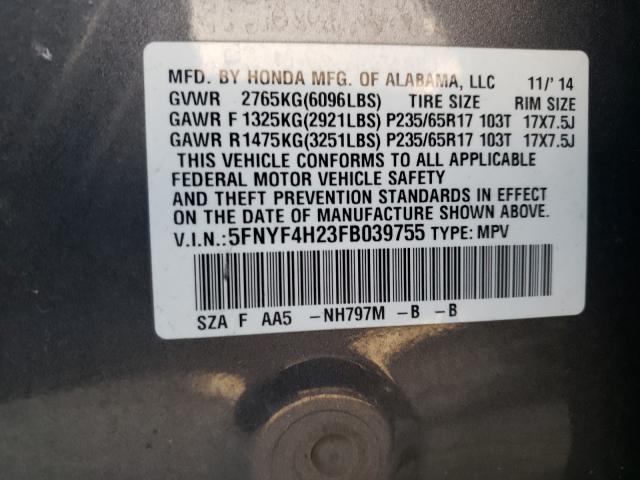 MFD. BY HONDA MFG. OF ALABAMA, LLC 11/'14
GVWR 2765KG(6096LBS) TIRE SIZE RIM SIZE
GAWR F 1325KG(2921LBS) P235/65R17 103T 17X7.5J
GAWR R1475KG(3251LBS) P235/65R17 103T 17X7.5J
THIS VEHICLE CONFORMS TO ALL APPLICABLE
FEDERAL MOTOR VEHICLE SAFETY
AND THEFT PREVENTION STANDARDS IN EFFECT
ON THE DATE OF MANUFACTURE SHOWN ABOVE.
V.I.N.:5FNYF4H23FB039755 TYPE: MPV
SZA F AA5 -NH797M -B -B